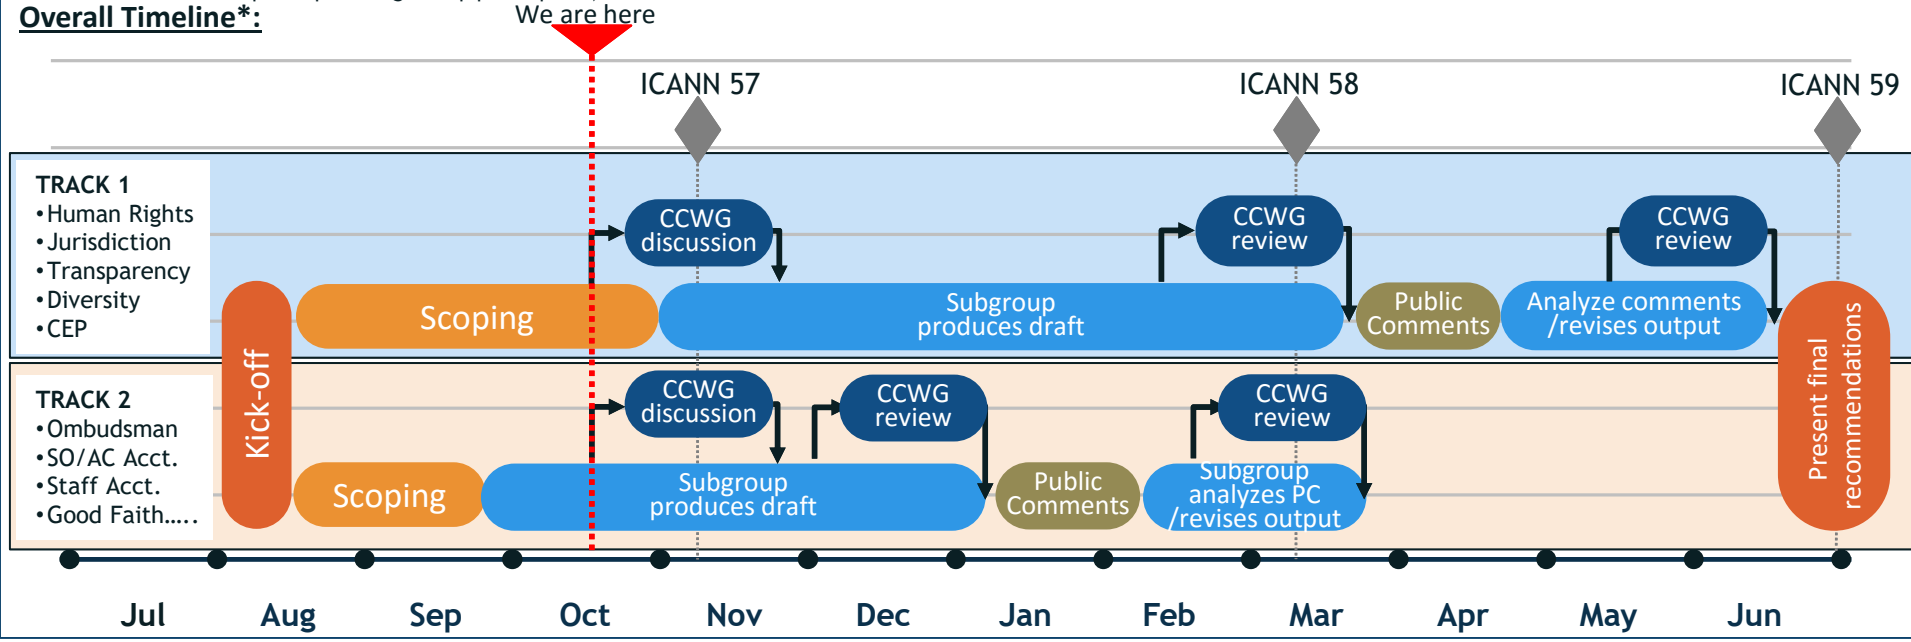 We are here
Overall Timeline*:
ICANN 57
ICANN 58
ICANN 59
TRACK 1
•Human Rights
•Jurisdiction
•Transparency
•Diversity
•CEP
CCWG
discussion
CCWG
review
CCWG
review
Kick-off
Scoping
Subgroup
produces draft
Public
Comments
Analyze comments
/revises output
Present final
recommendations
TRACK 2
•Ombudsman
•SO/AC Acct.
•Staff Acct.
•Good Faith…..
CCWG
discussion
CCWG
review
CCWG
review
Scoping
Subgroup
produces draft
Public
Comments
Subgroup
analyzes PC
/revises output
Jul Aug Sep Oct Nov Dec Jan Feb Mar Apr May Jun